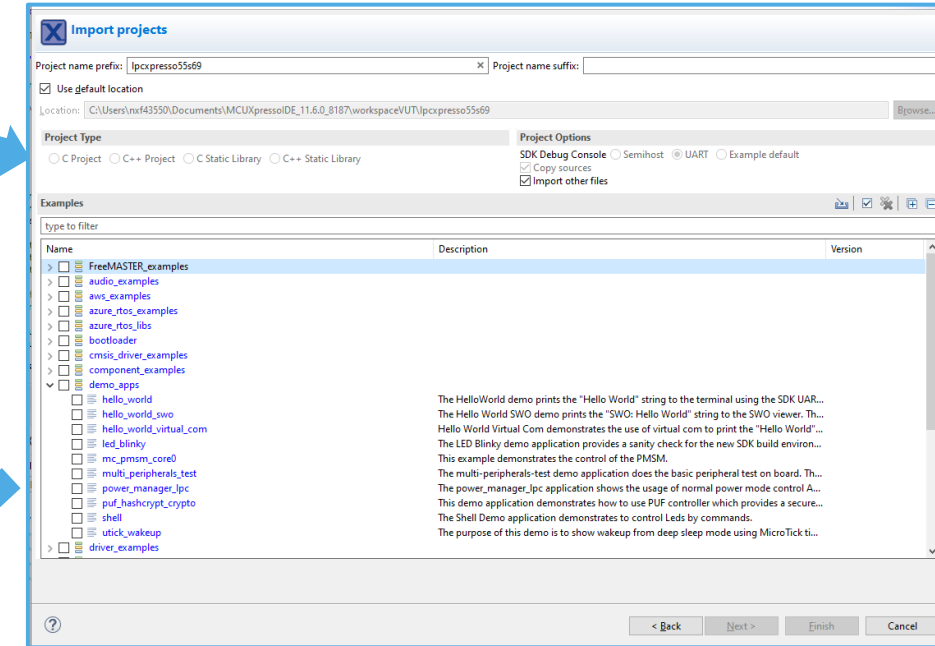 Import projects
Project name prefix: lpcxpresso55s69 Project name suffix:
Use default location
Location: C:\Users\nxf43550\Documents\MCUXpressoIDE_11.6.0_8187\workspaceVUT\lpcxpresso55s69 Browse...
Project Type Project Options
C Project C++ Project C Static Library C++ Static Library SDK Debug Console Semihost UART Example default
Copy sources
Import other files
Examples
type to filter
Name Description Version
FreeMASTER_examples
audio_examples
aws_examples
azure_rtos_examples
azure_rtos_libs
bootloader
cmsis_driver_examples
component_examples
demo_apps
hello_world The HelloWorld demo prints the "Hello World" string to the terminal using the SDK UAR...
hello_world_swo The Hello World SWO demo prints the "SWO: Hello World" string to the SWO viewer. Th...
hello_world_virtual_com Hello World Virtual Com demonstrates the use of virtual com to print the "Hello World"...
led_blinky The LED Blinky demo application provides a sanity check for the new SDK build environ...
mc_pmsm_core0 This example demonstrates the control of the PMSM.
multi_peripherals_test The multi-peripherals-test demo application does the basic peripheral test on board. Th...
power_manager_lpc The power_manager_lpc application shows the usage of normal power mode control A...
puf_hashcrypt_crypto This demo application demonstrates how to use PUF controller which provides a secure...
shell The Shell Demo application demonstrates to control Leds by commands.
utick_wakeup The purpose of this demo is to show wakeup from deep sleep mode using MicroTick ti...
driver_examples
? < Back Next > Finish Cancel